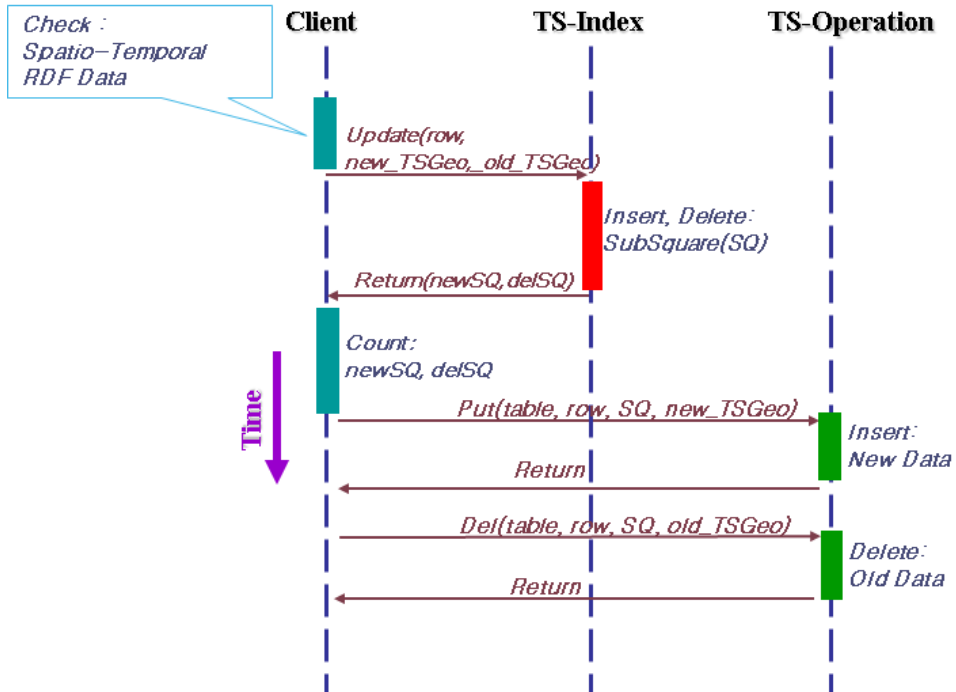 Client
TS-Index
TS-Operation
Check :
Spatio-Temporal
RDF Data
Update(row,
new_TSGeo,_old_TSGeo)
Insert, Delete:
SubSquare(SQ)
Return(newSQ,delSQ)
Count:
newSQ, delSQ
Time
Put(table, row, SQ, new_TSGeo)
Insert:
New Data
Return
Del(table, row, SQ, old_TSGeo)
Delete:
Old Data
Return